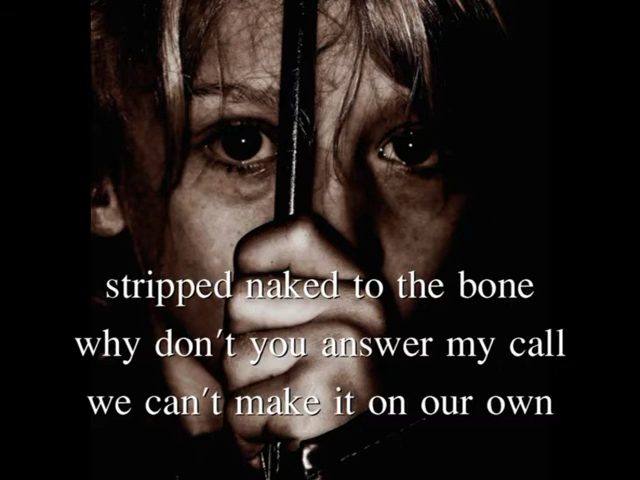 stripped naked to the bone
why don't you answer my call
we can't make it on our own